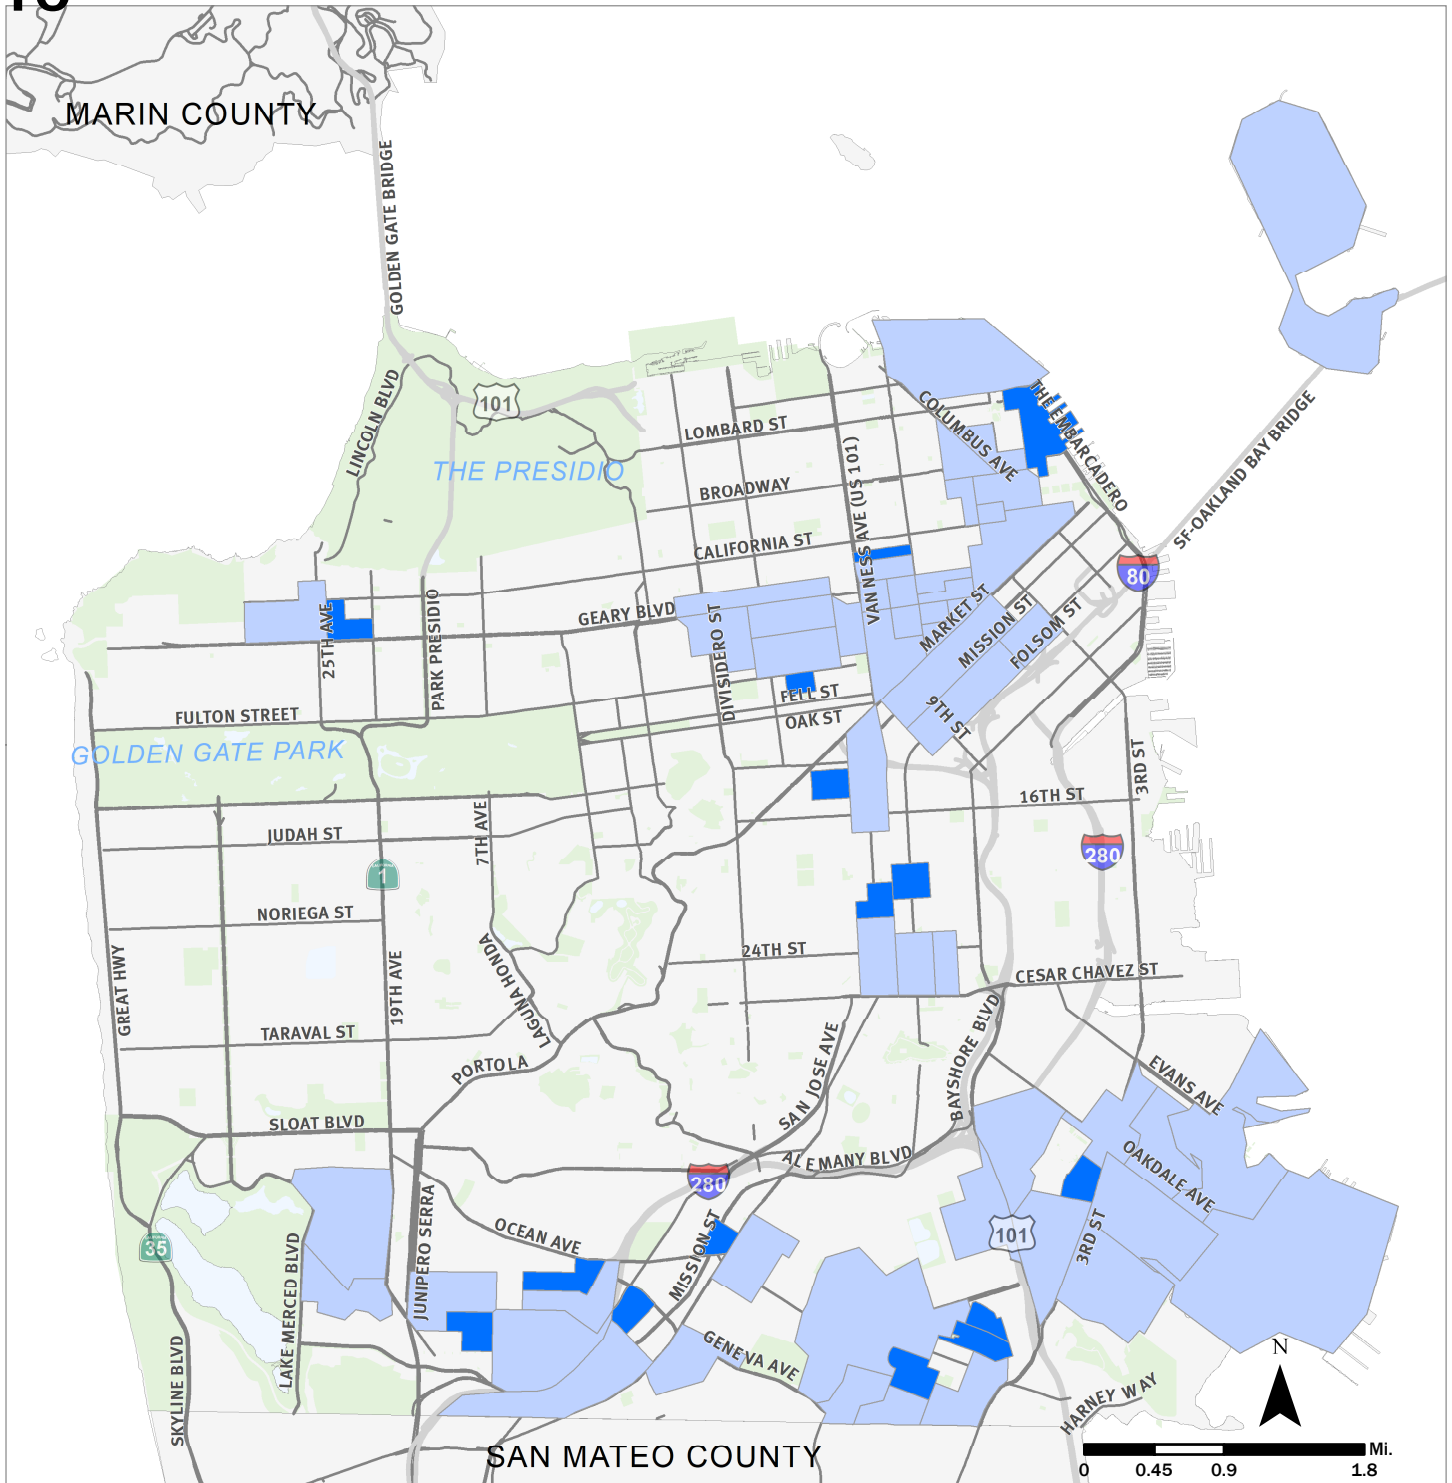 MARIN COUNTY
GOLDEN GATE BRIDGE
LINCOLN BLVD
101
THE PRESIDIO
LOMBARD ST
COLUMBUS AVE
THE EMBARCADERO
BROADWAY
VAN NESS AVE (US 101)
SF-OAKLAND BAY BRIDGE
CALIFORNIA ST
80
GEARY BLVD
25TH AVE
PARK PRESIDIO
DIVISIDERO ST
MARKET ST
MISSION ST
FOLSOM ST
FULTON STREET
FELL ST
OAK ST
9TH ST
GOLDEN GATE PARK
3RD ST
16TH ST
JUDAH ST
7TH AVE
280
1
NORIEGA ST
24TH ST
GREAT HWY
19TH AVE
LAGUNA HONDA
CESAR CHAVEZ ST
TARAVAL ST
PORTOLA
SAN JOSE AVE
BAYSHORE BLVD
EVANS AVE
SLOAT BLVD
ALEMANY BLVD
OAKDALE AVE
280
JUNIPERO SERRA
OCEAN AVE
MISSION ST
101
3RD ST
35
LAKE MERCED BLVD
SKYLINE BLVD
GENEVA AVE
HARNEY WAY
N
SAN MATEO COUNTY
Mi.
0 0.45 0.9 1.8